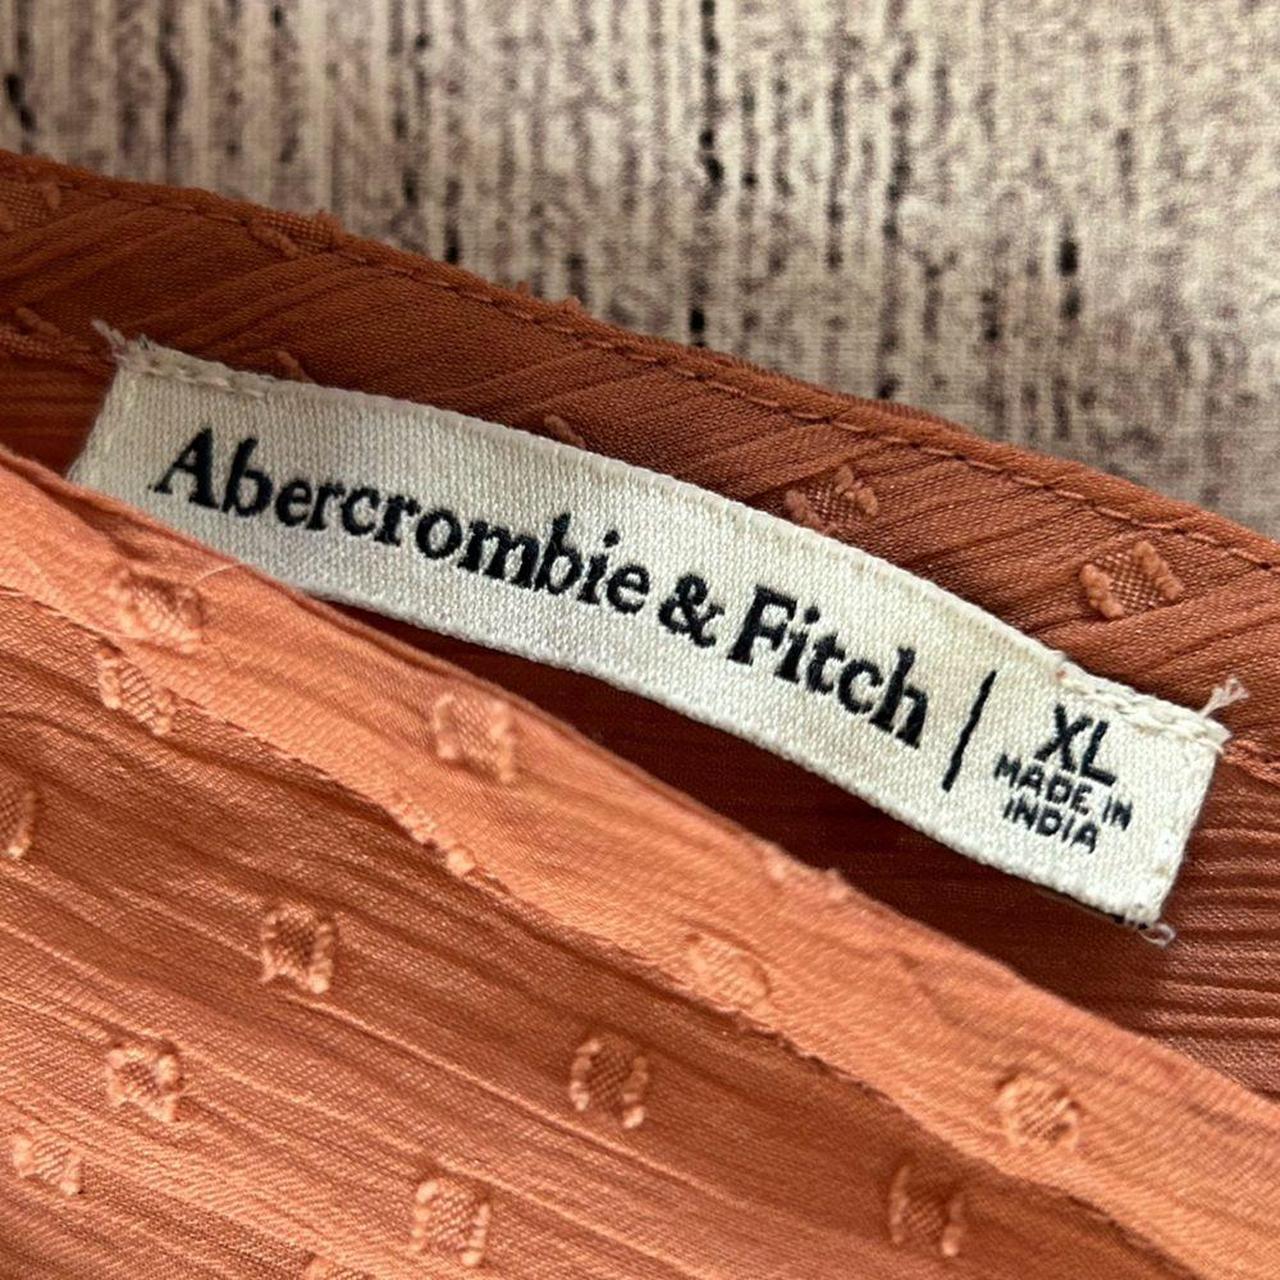 Abercrombie & Fitch | XL
MADE IN
INDIA